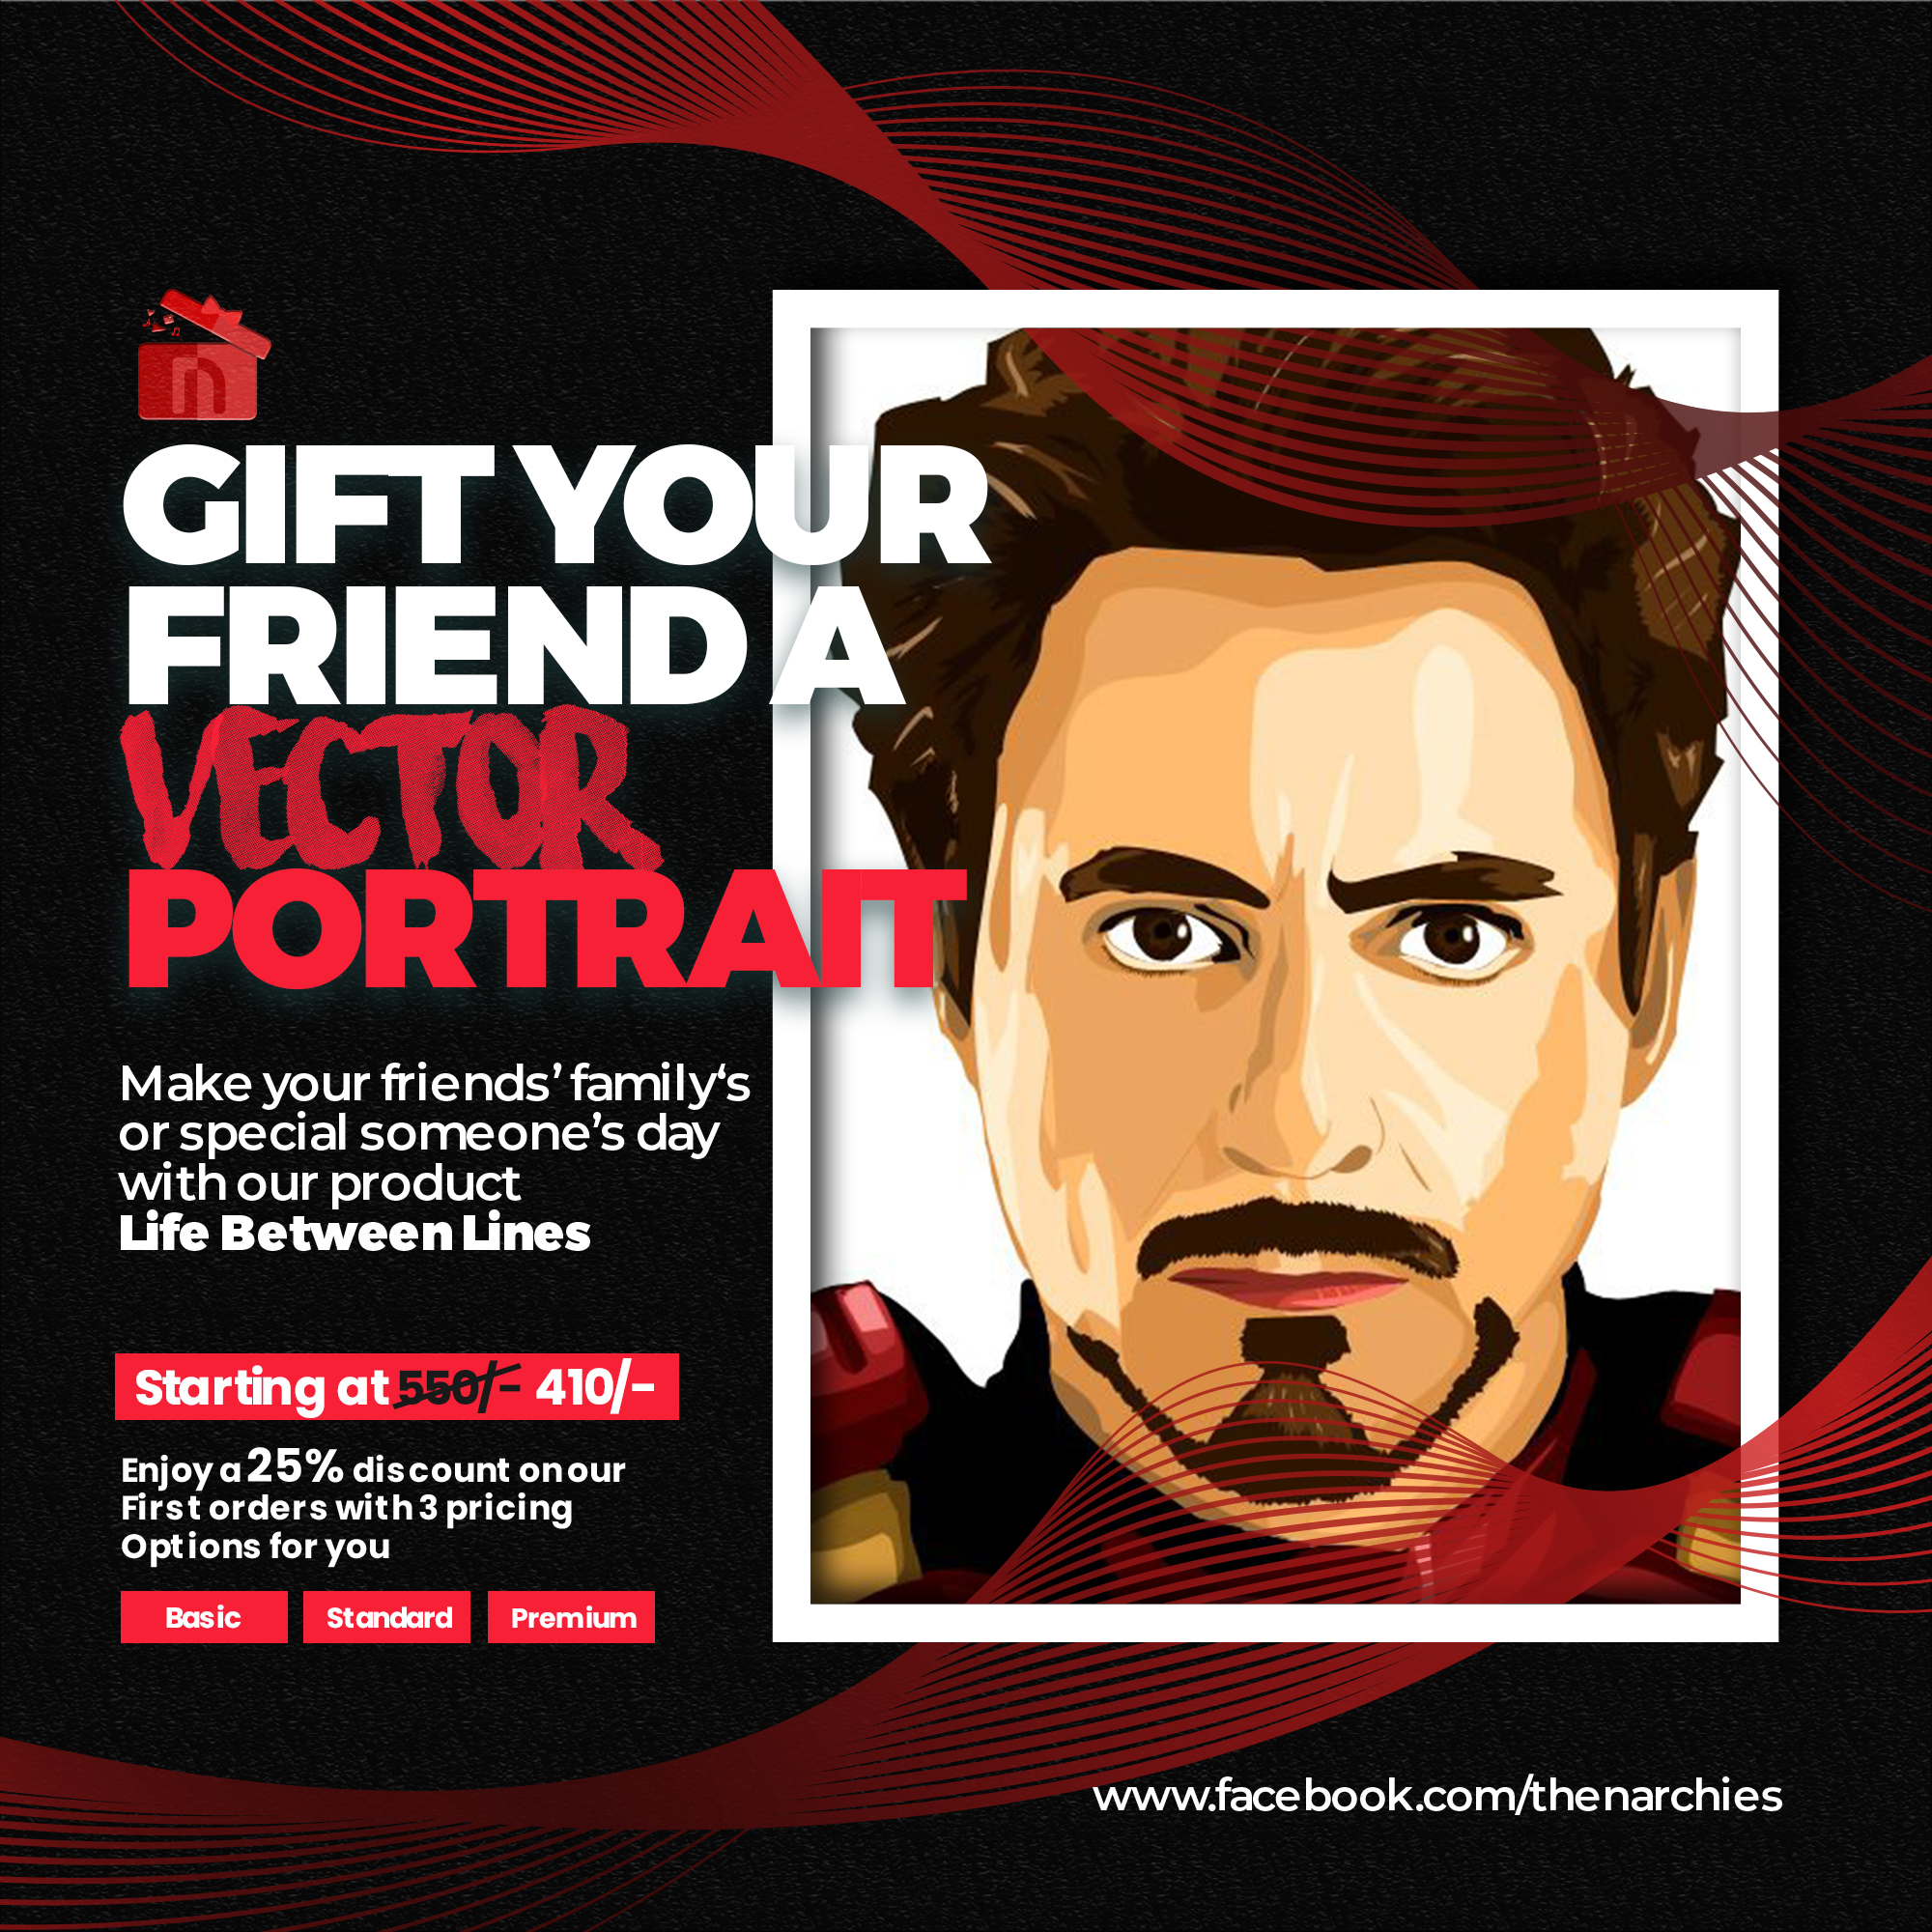 n
GIFT YOUR
FRIEND A
VECTOR
PORTRAIT
Make your friends’ family‘s
or special someone’s day
with our product
Life Between Lines
Starting at 550/- 410/-
Enjoy a 25% discount on our
First orders with 3 pricing
Options for you
Basic Standard Premium
www.facebook.com/thenarchies